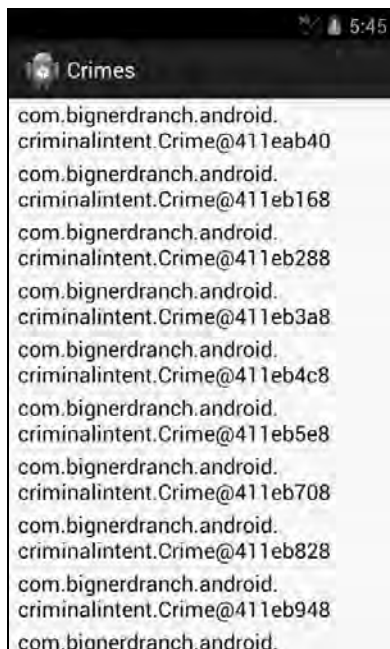 5:45
Crimes
com.bignerdranch.android.
criminalintent.Crime@411eab40
com.bignerdranch.android.
criminalintent.Crime@411eb168
com.bignerdranch.android.
criminalintent.Crime@411eb288
com.bignerdranch.android.
criminalintent.Crime@411eb3a8
com.bignerdranch.android.
criminalintent.Crime@411eb4c8
com.bignerdranch.android.
criminalintent.Crime@411eb5e8
com.bignerdranch.android.
criminalintent.Crime@411eb708
com.bignerdranch.android.
criminalintent.Crime@411eb828
com.bignerdranch.android.
criminalintent.Crime@411eb948
com.bignerdranch.android.